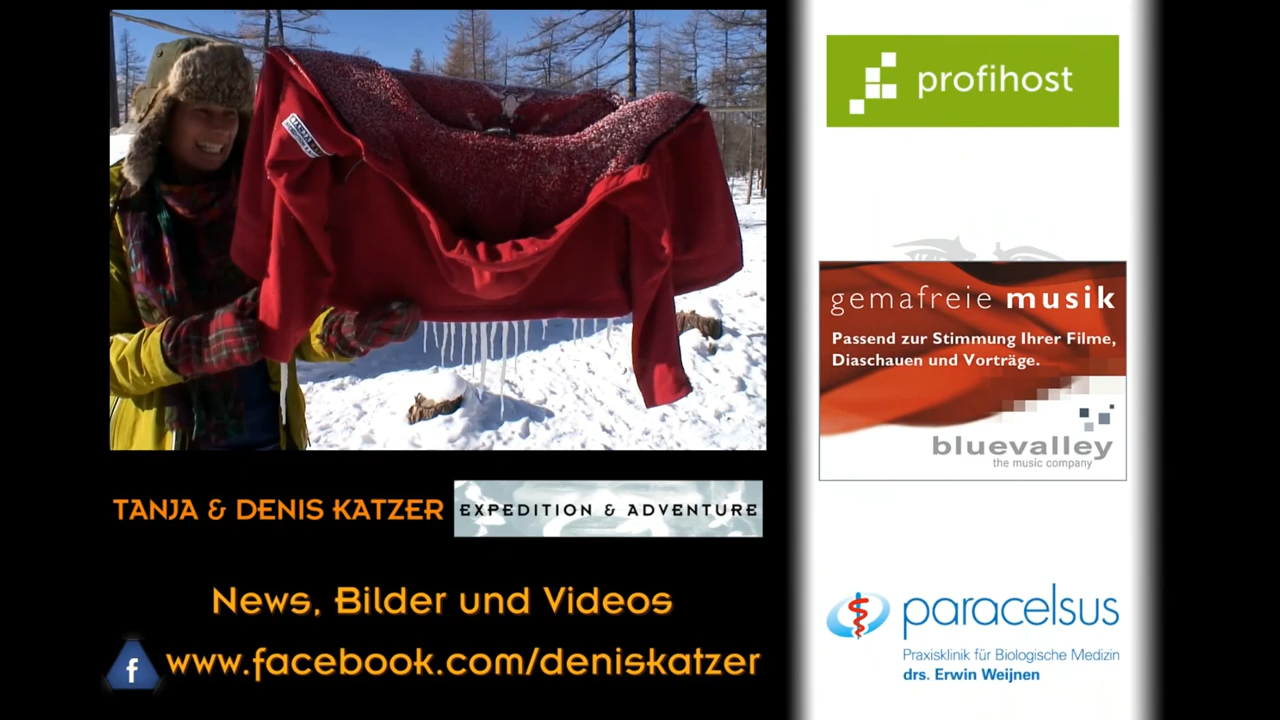 TANJA & DENIS KATZER
EXPEDITION & ADVENTURE
News, Bilder und Videos
f www.facebook.com/deniskatzer
profihost
gemafreie musik
Passend zur Stimmung Ihrer Filme,
Diaschauen und Vorträge.
bluevalley
the music company
paracelsus
Praxisklinik für Biologische Medizin
drs. Erwin Weijnen